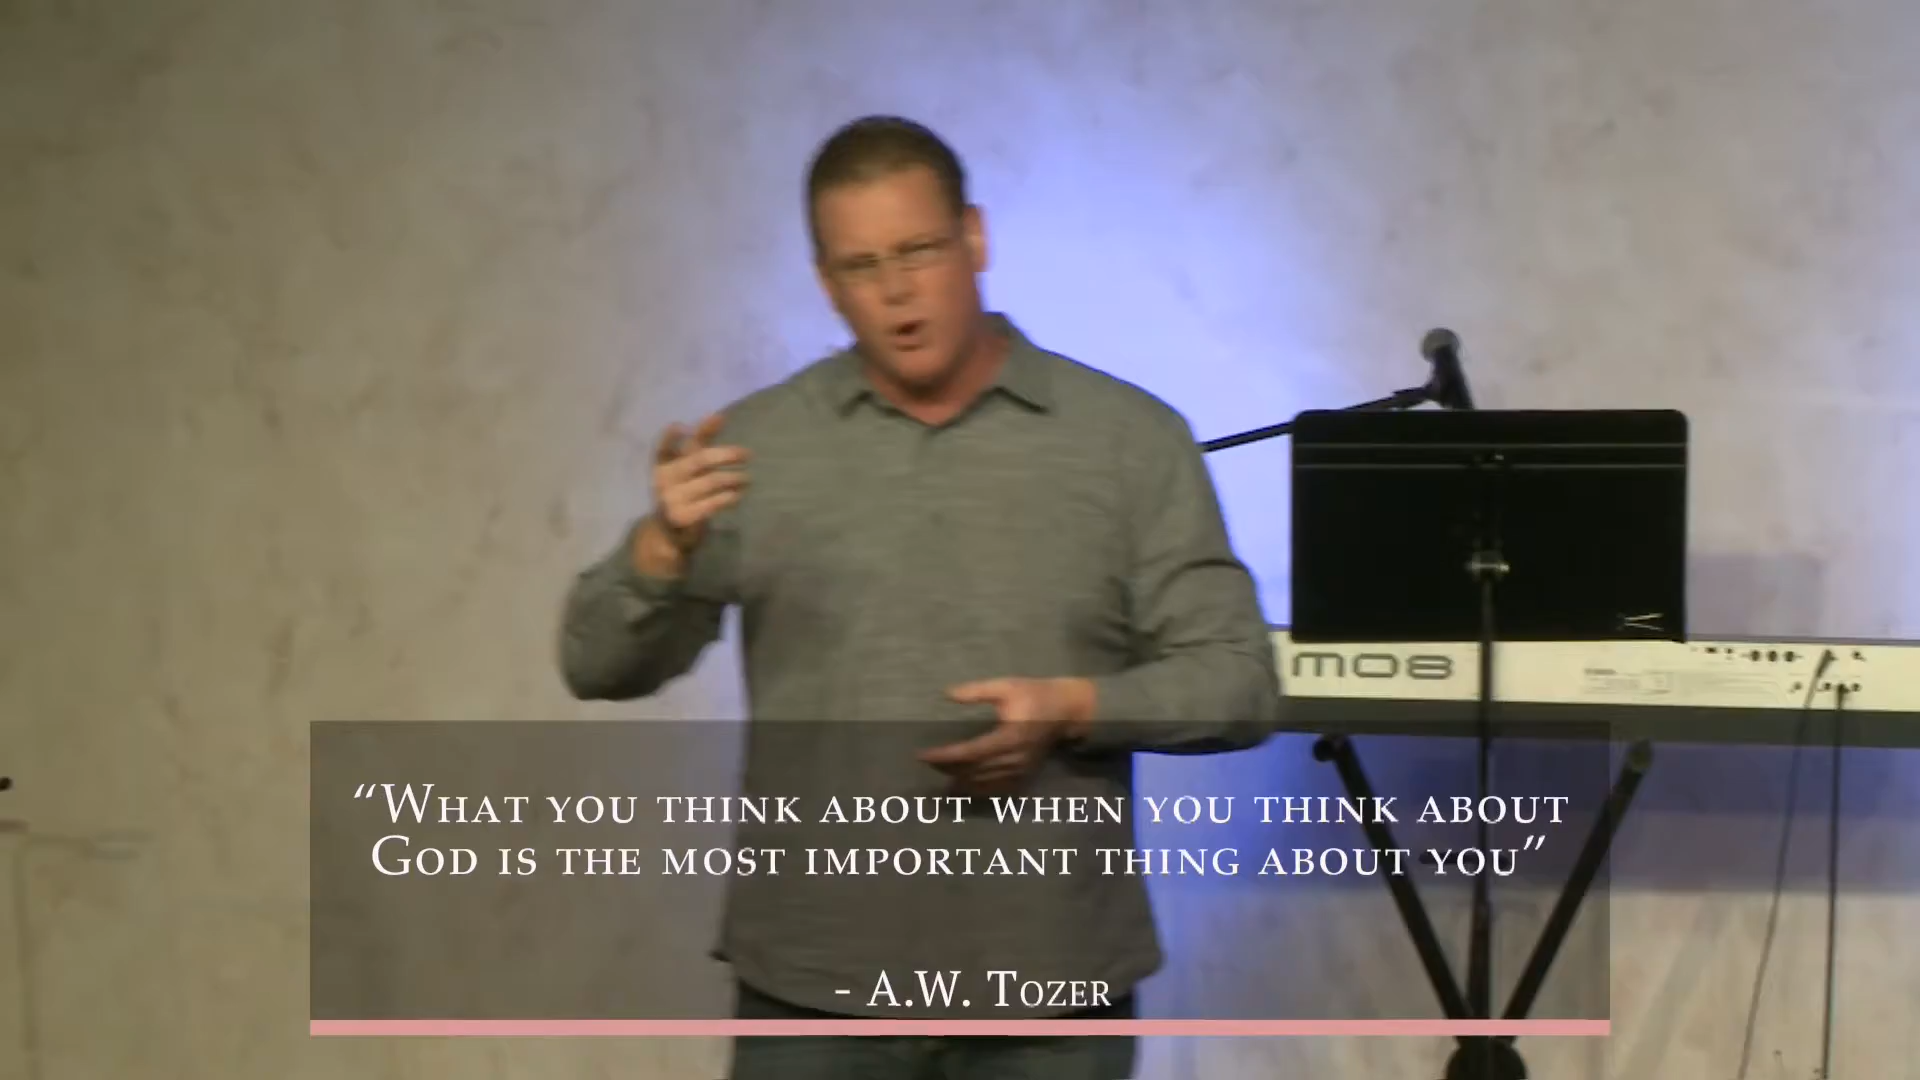 mo8
“What you think about when you think about
God is the most important thing about you”
- A.W. Tozer